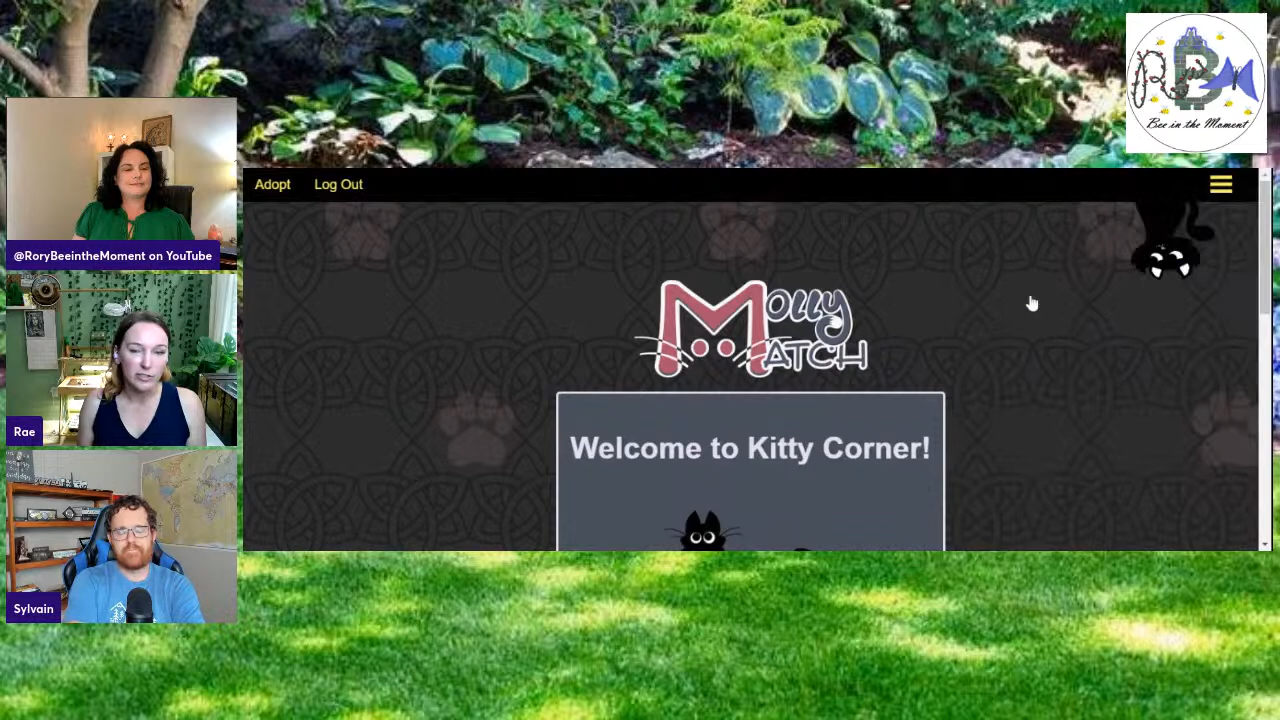 Bee in the Moment
@RoryBeeintheMoment on YouTube
Rae
Sylvain
Adopt Log Out
Molly
Match
Welcome to Kitty Corner!